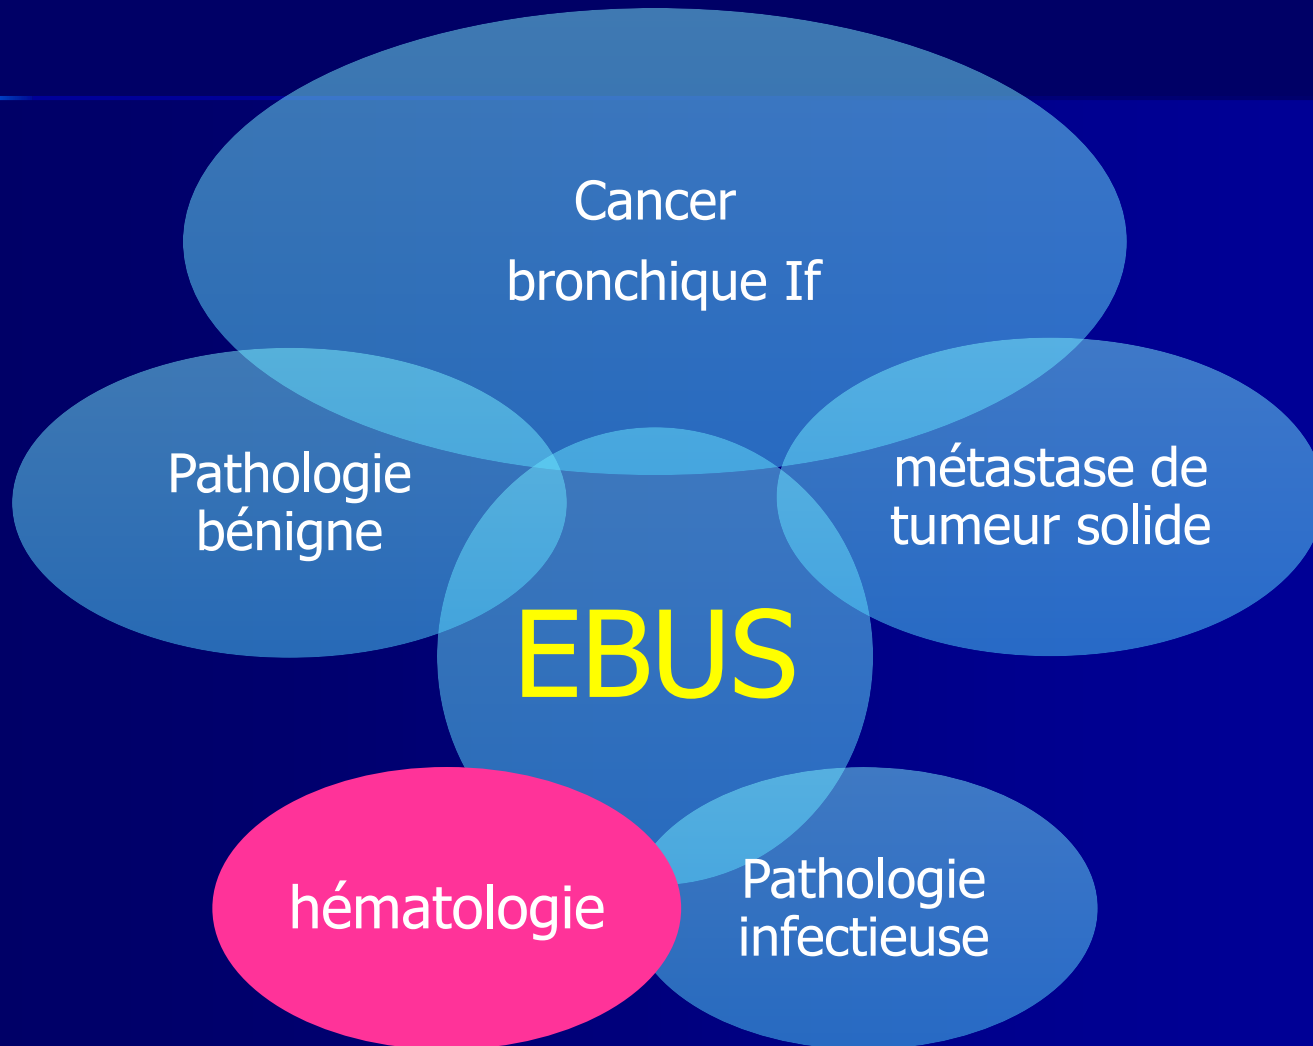 Cancer
bronchique If
Pathologie
bénigne
métastase de
tumeur solide
EBUS
hématologie
Pathologie
infectieuse